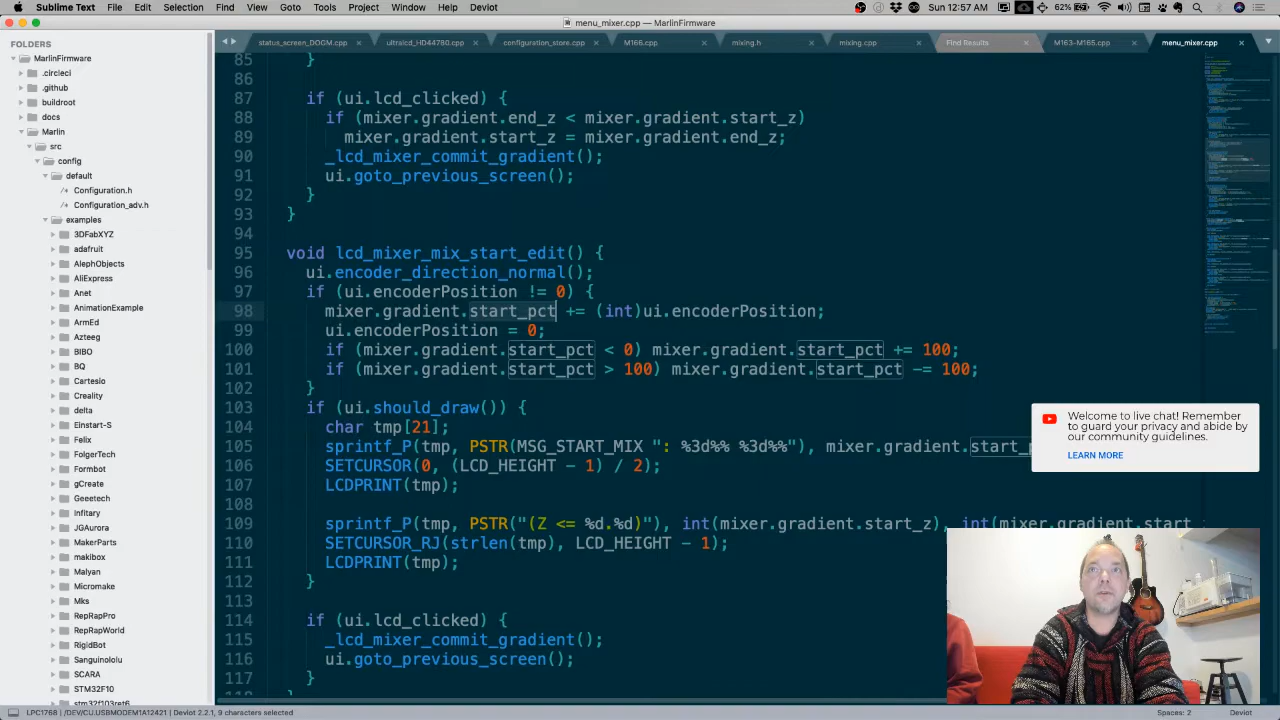 Sublime Text File Edit Selection Find View Goto Tools Project Window Help Deviot
62% Sun 12:57 AM
menu_mixer.cpp — MarlinFirmware
status_screen_DOGM.cpp ultralcd_HD44780.cpp configuration_store.cpp M166.cpp mixing.h mixing.cpp Find Results M163-M165.cpp menu_mixer.cpp
FOLDERS
MarlinFirmware
.circleci
.github
buildroot
docs
Marlin
src
config
default
Configuration.h
Configuration_adv.h
examples
3DFabXYZ
adafruit
AlephObjects
AliExpress
Anet
AnimationExample
ArmEd
Azteeg
BIBO
BQ
Cartesio
Creality
delta
Einstart-S
Felix
FolgerTech
Formbot
gCreate
Geeetech
Infitary
JGAurora
MakerParts
makibox
Malyan
Micromake
Mks
RepRapPro
RepRapWorld
RigidBot
Sanguinololu
SCARA
STM32F10
stm32f103ret6
85 }
86
87 if (ui.lcd_clicked) {
88 if (mixer.gradient.end_z < mixer.gradient.start_z)
89 mixer.gradient.start_z = mixer.gradient.end_z;
90 _lcd_mixer_commit_gradient();
91 ui.goto_previous_screen();
92 }
93 }
94
95 void lcd_mixer_mix_start_edit() {
96 ui.encoder_direction_normal();
97 if (ui.encoderPosition != 0) {
98 mixer.gradient.start_pct += (int)ui.encoderPosition;
99 ui.encoderPosition = 0;
100 if (mixer.gradient.start_pct < 0) mixer.gradient.start_pct += 100;
101 if (mixer.gradient.start_pct > 100) mixer.gradient.start_pct -= 100;
102 }
103 if (ui.should_draw()) {
104 char tmp[21];
105 sprintf_P(tmp, PSTR(MSG_START_MIX ": %3d%% %3d%%"), mixer.gradient.start_p
106 SETCURSOR(0, (LCD_HEIGHT - 1) / 2);
107 LCDPRINT(tmp);
108
109 sprintf_P(tmp, PSTR("(Z <= %d.%d)"), int(mixer.gradient.start_z), int(mixer.gradient.start_
110 SETCURSOR_RJ(strlen(tmp), LCD_HEIGHT - 1);
111 LCDPRINT(tmp);
112 }
113
114 if (ui.lcd_clicked) {
115 _lcd_mixer_commit_gradient();
116 ui.goto_previous_screen();
117 }
Welcome to live chat! Remember
to guard your privacy and abide by
our community guidelines.
LEARN MORE
LPC1768 | /DEV/CU.USBMODEM1A12421 | Deviot 2.2.1, 9 characters selected Spaces: 2 Deviot